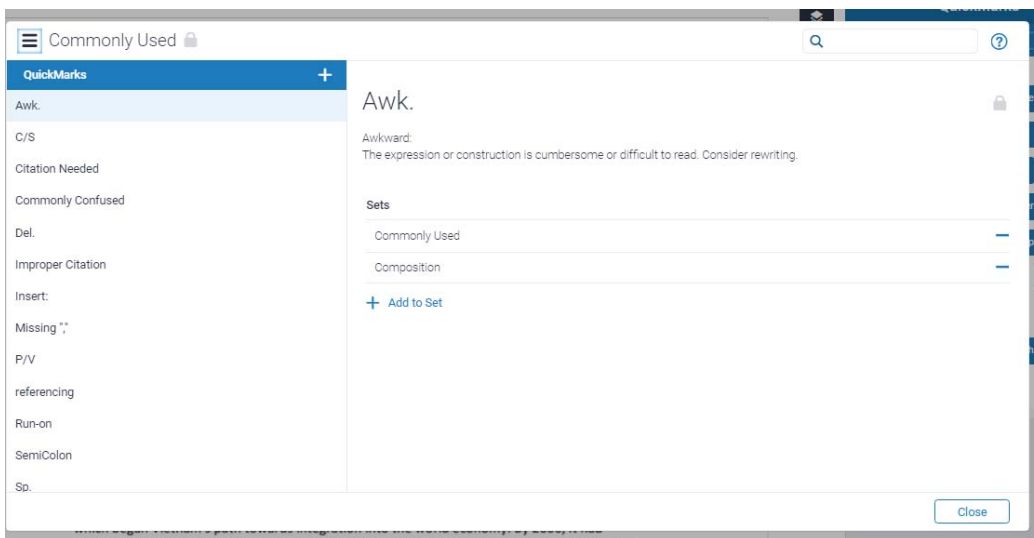 Commonly Used
QuickMarks
Awk.
C/S
Citation Needed
Commonly Confused
Del.
Improper Citation
Insert:
Missing ","
P/V
referencing
Run-on
SemiColon
Sp.
Awk.
Awkward:
The expression or construction is cumbersome or difficult to read. Consider rewriting.
Sets
Commonly Used
Composition
Add to Set
Close